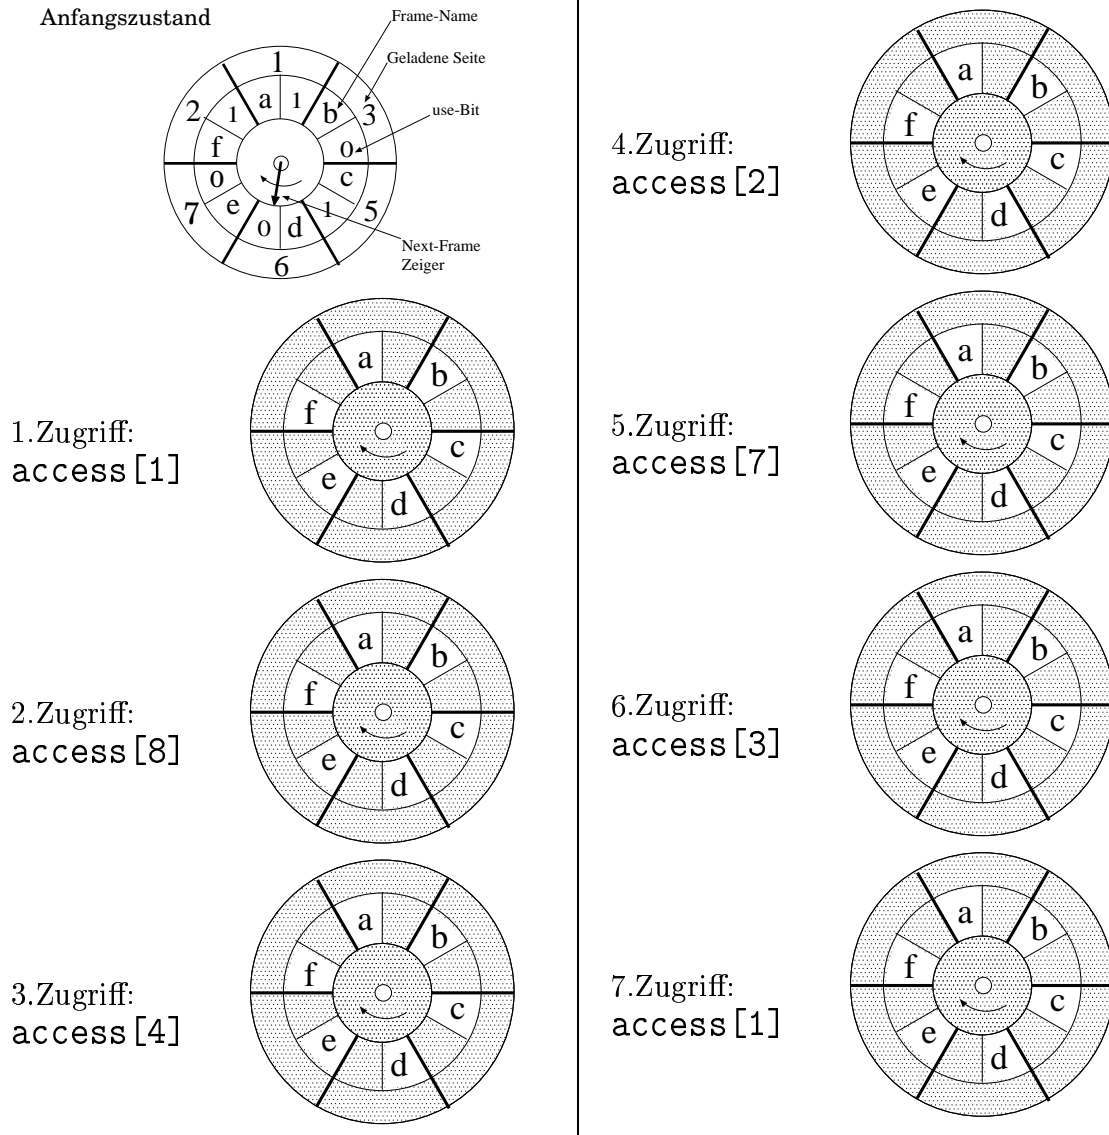 Anfangszustand
Frame-Name
Geladene Seite
use-Bit
Next-Frame
Zeiger
1
2
3
1 a 1 b
f 0
0 c
7 e 0 d 1 5
6
1.Zugriff:
access[1]
a
b
f
c
e
d
2.Zugriff:
access[8]
a
b
f
c
e
d
3.Zugriff:
access[4]
a
b
f
c
e
d
4.Zugriff:
access[2]
a
b
f
c
e
d
5.Zugriff:
access[7]
a
b
f
c
e
d
6.Zugriff:
access[3]
a
b
f
c
e
d
7.Zugriff:
access[1]
a
b
f
c
e
d